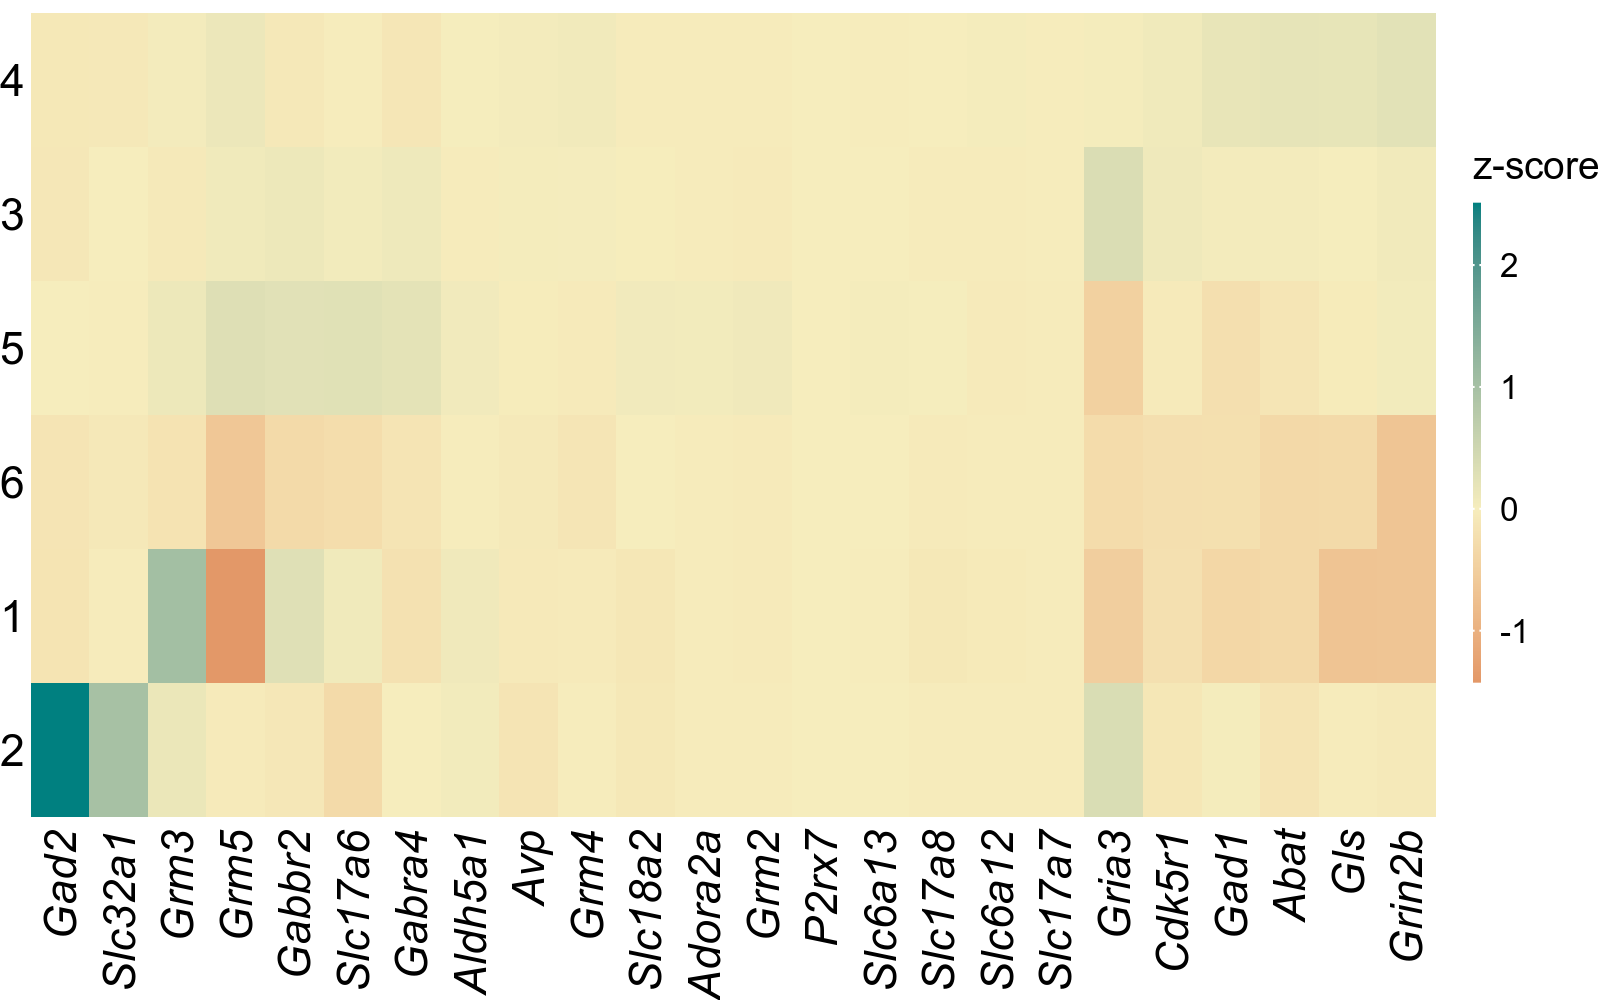 4
3
5
6
1
2
Gad2
Slc32a1
Grm3
Grm5
Gabbr2
Slc17a6
Gabra4
Aldh5a1
Avp
Grm4
Slc18a2
Adora2a
Grm2
P2rx7
Slc6a13
Slc17a8
Slc6a12
Slc17a7
Gria3
Cdk5r1
Gad1
Abat
Gls
Grin2b
z-score
2
1
0
-1